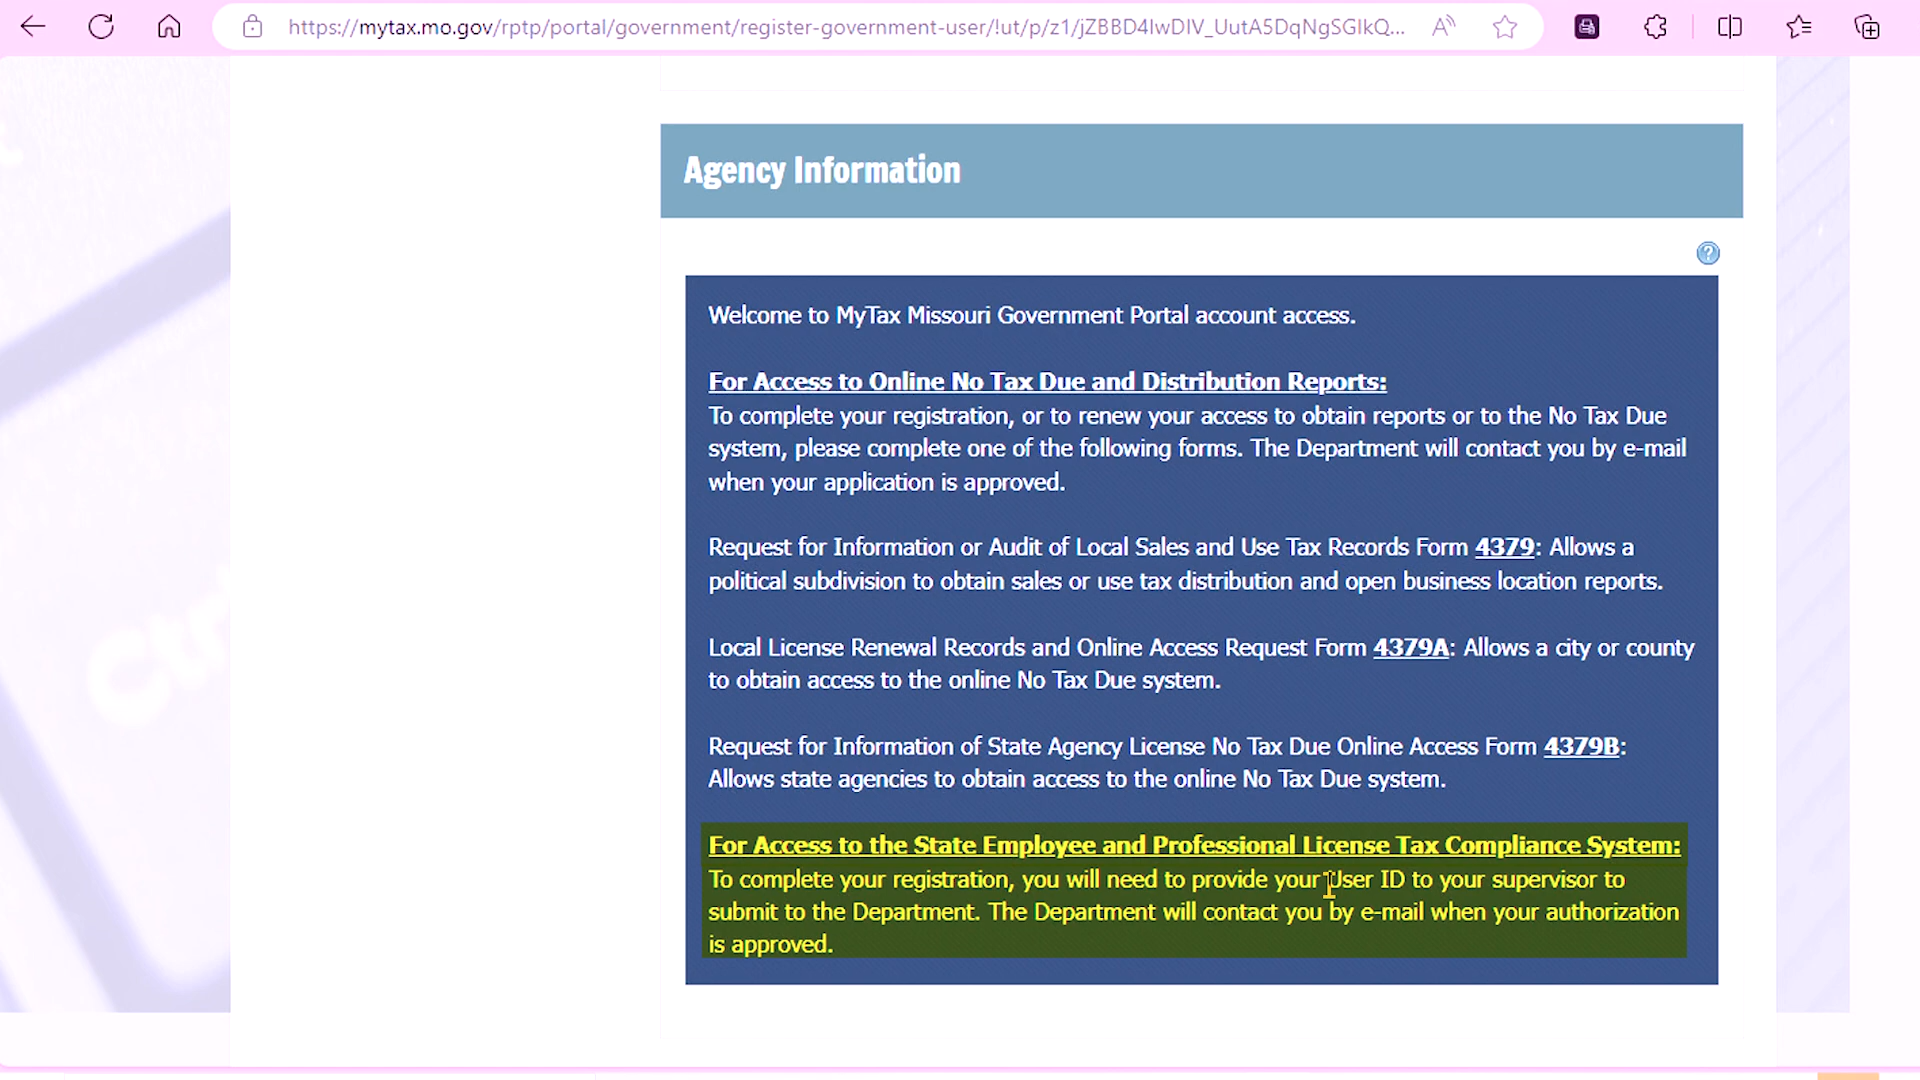 https://mytax.mo.gov/rptp/portal/government/register-government-user/!ut/p/z1/jZBBD4IwDIV_UutA5DqNgSGIkQ...
Agency Information
Welcome to MyTax Missouri Government Portal account access.
For Access to Online No Tax Due and Distribution Reports:
To complete your registration, or to renew your access to obtain reports or to the No Tax Due
system, please complete one of the following forms. The Department will contact you by e-mail
when your application is approved.
Request for Information or Audit of Local Sales and Use Tax Records Form 4379: Allows a
political subdivision to obtain sales or use tax distribution and open business location reports.
Local License Renewal Records and Online Access Request Form 4379A: Allows a city or county
to obtain access to the online No Tax Due system.
Request for Information of State Agency License No Tax Due Online Access Form 4379B:
Allows state agencies to obtain access to the online No Tax Due system.
For Access to the State Employee and Professional License Tax Compliance System:
To complete your registration, you will need to provide your User ID to your supervisor to
submit to the Department. The Department will contact you by e-mail when your authorization
is approved.
Ctrl